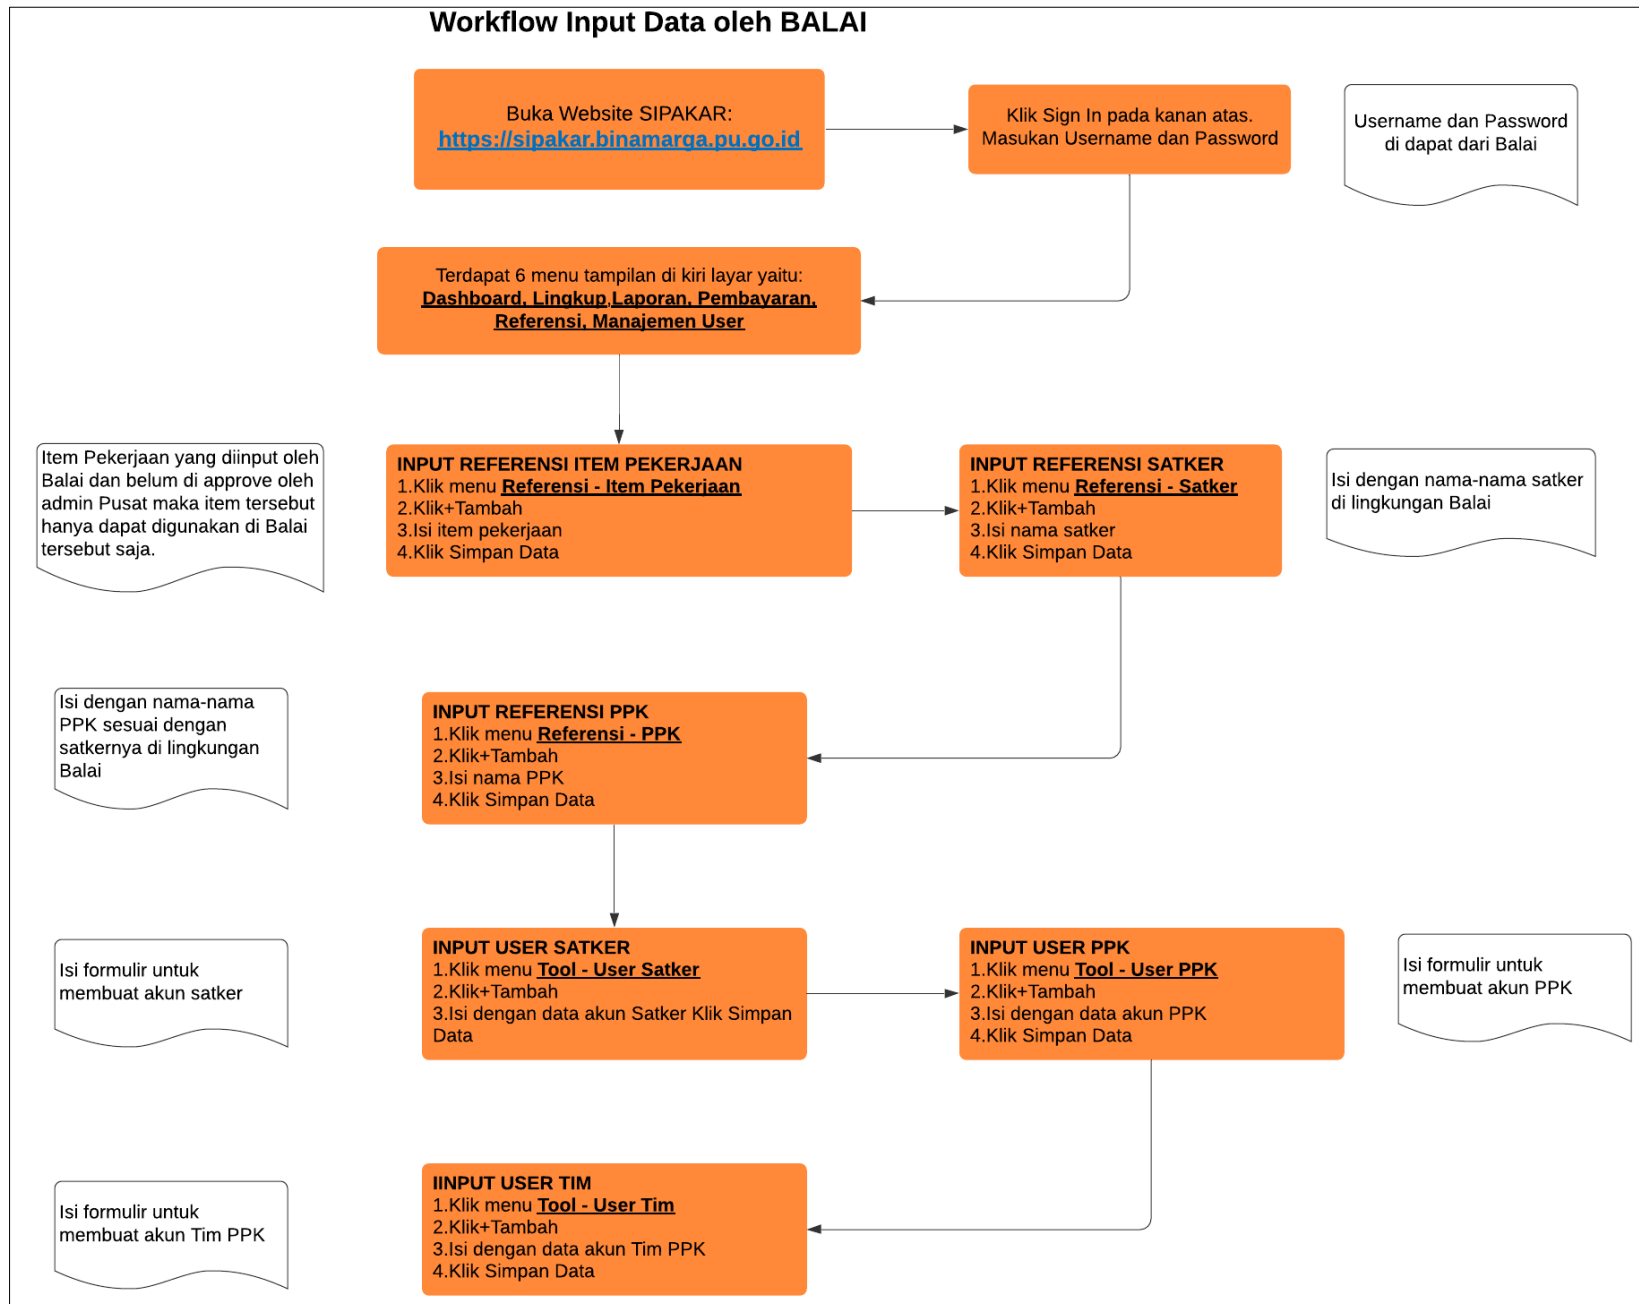 Workflow Input Data oleh BALAI
Buka Website SIPAKAR:
https://sipakar.binamarga.pu.go.id
Klik Sign In pada kanan atas.
Masukan Username dan Password
Username dan Password
di dapat dari Balai
Terdapat 6 menu tampilan di kiri layar yaitu:
Dashboard, Lingkup,Laporan, Pembayaran,
Referensi, Manajemen User
Item Pekerjaan yang diinput oleh
Balai dan belum di approve oleh
admin Pusat maka item tersebut
hanya dapat digunakan di Balai
tersebut saja.
INPUT REFERENSI ITEM PEKERJAAN
1.Klik menu Referensi - Item Pekerjaan
2.Klik+Tambah
3.Isi item pekerjaan
4.Klik Simpan Data
INPUT REFERENSI SATKER
1.Klik menu Referensi - Satker
2.Klik+Tambah
3.Isi nama satker
4.Klik Simpan Data
Isi dengan nama-nama satker
di lingkungan Balai
Isi dengan nama-nama
PPK sesuai dengan
satkernya di lingkungan
Balai
INPUT REFERENSI PPK
1.Klik menu Referensi - PPK
2.Klik+Tambah
3.Isi nama PPK
4.Klik Simpan Data
Isi formulir untuk
membuat akun satker
INPUT USER SATKER
1.Klik menu Tool - User Satker
2.Klik+Tambah
3.Isi dengan data akun Satker Klik Simpan
Data
INPUT USER PPK
1.Klik menu Tool - User PPK
2.Klik+Tambah
3.Isi dengan data akun PPK
4.Klik Simpan Data
Isi formulir untuk
membuat akun PPK
Isi formulir untuk
membuat akun Tim PPK
IINPUT USER TIM
1.Klik menu Tool - User Tim
2.Klik+Tambah
3.Isi dengan data akun Tim PPK
4.Klik Simpan Data